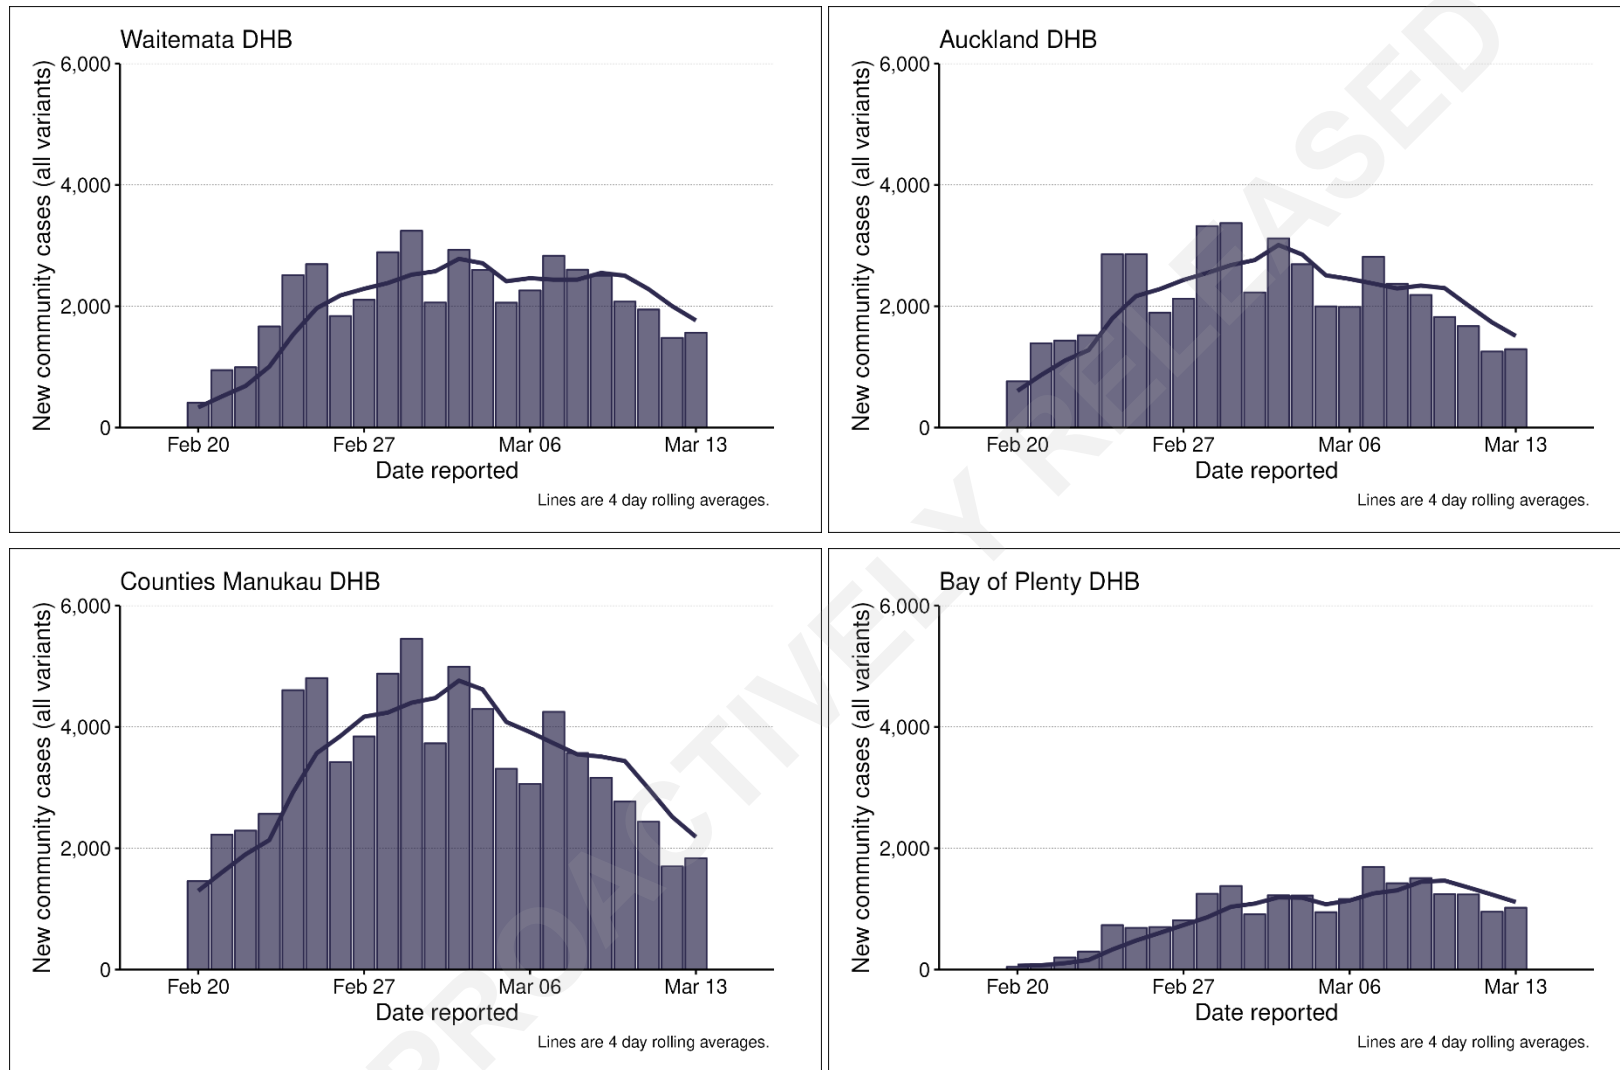 Waitemata DHB
New community cases (all variants)
6,000
4,000
2,000
0
Feb 20 Feb 27 Mar 06 Mar 13
Date reported
Lines are 4 day rolling averages.
Auckland DHB
New community cases (all variants)
6,000
4,000
2,000
0
Feb 20 Feb 27 Mar 06 Mar 13
Date reported
Lines are 4 day rolling averages.
Counties Manukau DHB
New community cases (all variants)
6,000
4,000
2,000
0
Feb 20 Feb 27 Mar 06 Mar 13
Date reported
Lines are 4 day rolling averages.
Bay of Plenty DHB
New community cases (all variants)
6,000
4,000
2,000
0
Feb 20 Feb 27 Mar 06 Mar 13
Date reported
Lines are 4 day rolling averages.
PROACTIVELY RELEASED